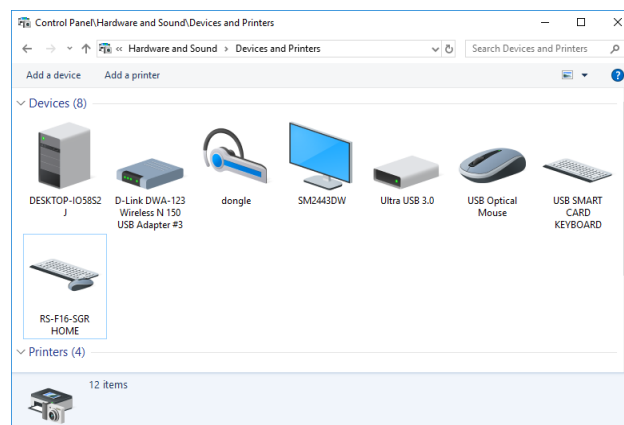 Control Panel\Hardware and Sound\Devices and Printers
« Hardware and Sound > Devices and Printers
Search Devices and Printers
Add a device
Add a printer
Devices (8)
DESKTOP-IO58S2
J
D-Link DWA-123
Wireless N 150
USB Adapter #3
dongle
SM2443DW
Ultra USB 3.0
USB Optical
Mouse
USB SMART
CARD
KEYBOARD
RS-F16-SGR
HOME
Printers (4)
12 items